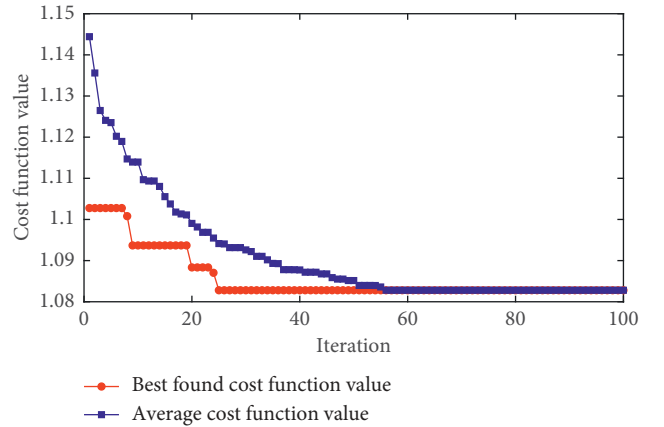 1.15
1.14
1.13
1.12
1.11
1.1
1.09
1.08
Cost function value
0 20 40 60 80 100
Iteration
Best found cost function value
Average cost function value